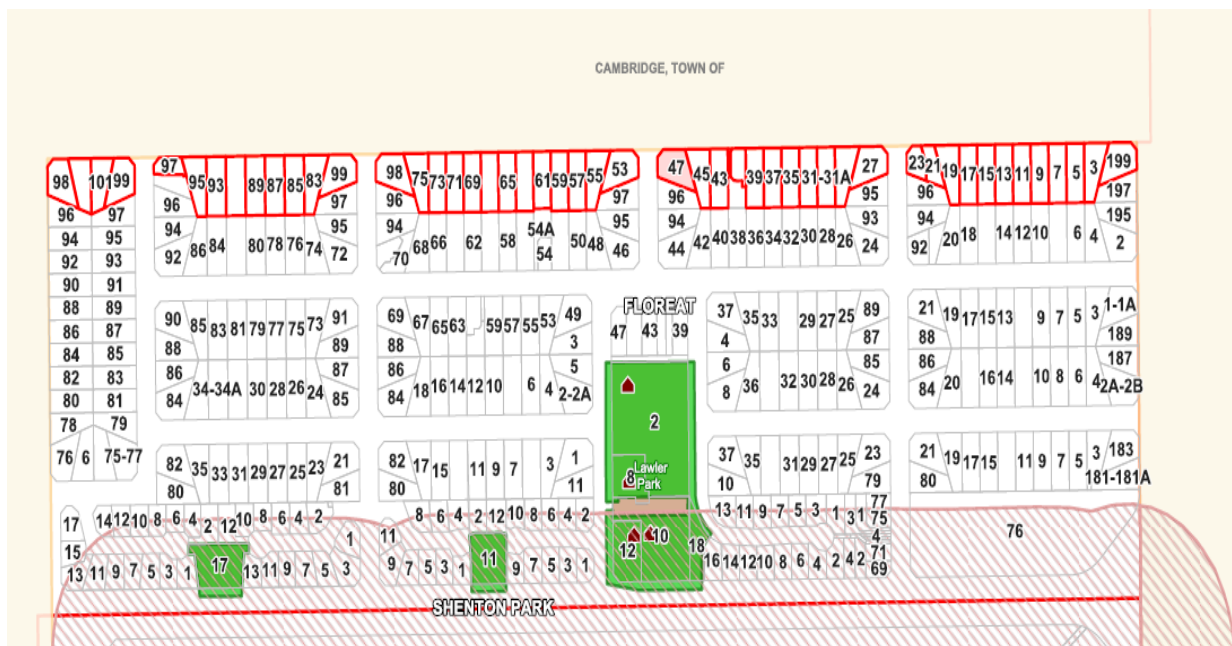 CAMBRIDGE, TOWN OF
98 101 99 97 95 93 89 87 85 83 99 98 75 73 71 69 65 61 59 57 55 53 47 45 43 39 37 35 31-31A 27 23 21 19 17 15 13 11 9 7 5 3 199
96 97 96 97 96 97 96 95 96 197
94 95 94 86 84 80 78 76 74 95 94 68 66 62 58 54A 50 48 95 94 42 40 38 36 34 32 30 28 26 93 94 20 18 14 12 10 6 4 195
92 93 92 72 70 54 46 44 24 92 2
90 91
88 89 90 85 83 81 79 77 75 73 91 69 67 65 63 59 57 55 53 49 FLOREAT 37 35 33 29 27 25 89 21 19 17 15 13 9 7 5 3 1-1A
86 87 88 89 88 3 47 43 39 4 87 88 189
84 85 86 87 86 5 6 85 86 187
82 83 84 34-34A 30 28 26 24 85 84 18 16 14 12 10 6 4 2-2A 8 36 32 30 28 26 24 84 20 16 14 10 8 6 4 2A-2B
80 81
78 79 2
76 6 75-77 82 35 33 31 29 27 25 23 21 82 17 15 11 9 7 3 1 37 35 31 29 27 25 23 21 19 17 15 11 9 7 5 3 183
80 81 80 11 8 Lawler
Park 10 79 80 181-181A
17 14 12 10 8 6 4 2 12 10 8 6 4 2 8 6 4 2 12 10 8 6 4 2 13 11 9 7 5 3 1 3 1 77
75
15 1 11 12 10 18 4 76
13 11 9 7 5 3 1 17 13 11 9 7 5 3 9 7 5 3 1 11 9 7 5 3 1 16 14 12 10 8 6 4 2 4 2 71
69
SHENTON PARK